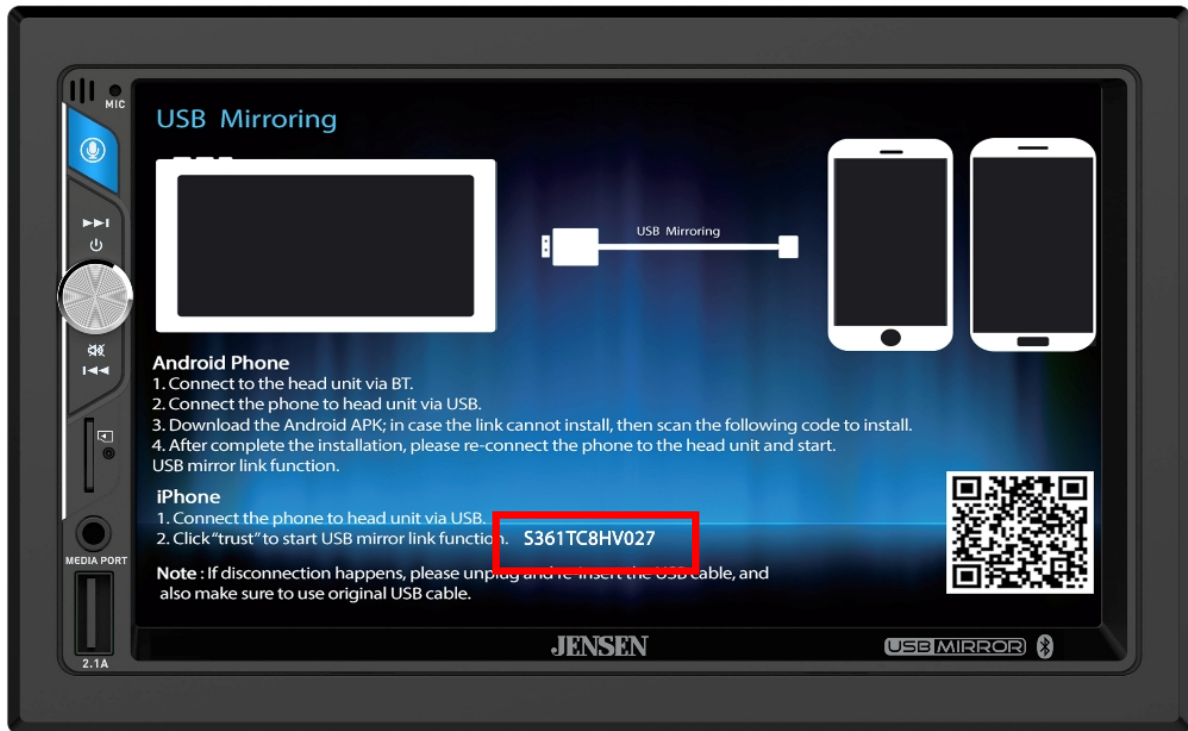 MIC
USB Mirroring
USB Mirroring
Android Phone
1. Connect to the head unit via BT.
2. Connect the phone to head unit via USB.
3. Download the Android APK; in case the link cannot install, then scan the following code to install.
4. After complete the installation, please re-connect the phone to the head unit and start.
USB mirror link function.
iPhone
1. Connect the phone to head unit via USB.
2. Click “trust” to start USB mirror link function. S361TC8HV027
Note : If disconnection happens, please unplug and re-insert the USB cable, and
also make sure to use original USB cable.
MEDIA PORT
2.1A
JENSEN
USB MIRROR